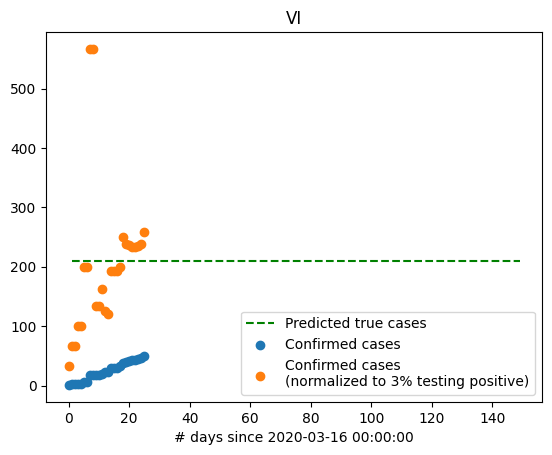 VI
500
400
300
200
100
0
Predicted true cases
Confirmed cases
Confirmed cases
(normalized to 3% testing positive)
0 20 40 60 80 100 120 140
# days since 2020-03-16 00:00:00